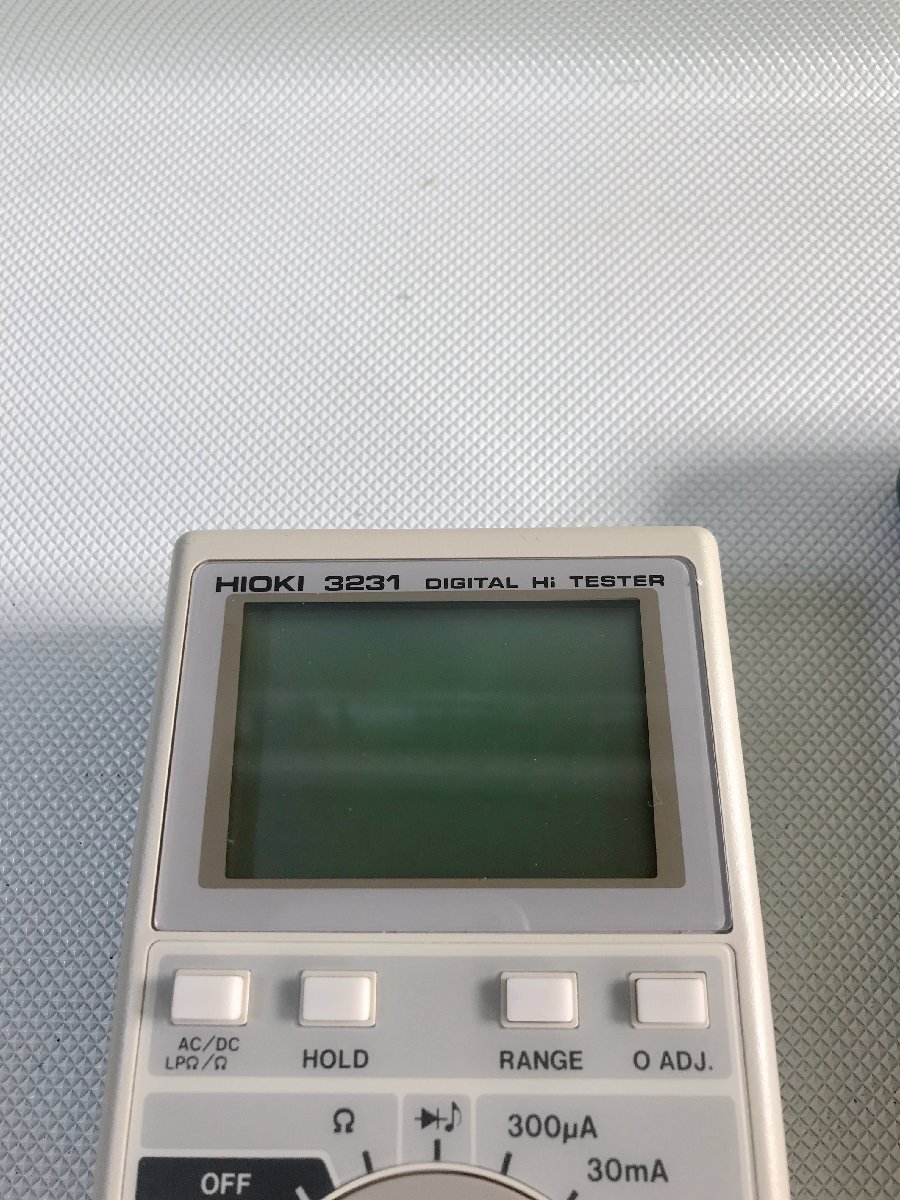 HIOKI 3231 DIGITAL Hi TESTER
AC/DC
LPΩ/Ω
HOLD
RANGE
0 ADJ.
Ω
300µA
30mA
OFF